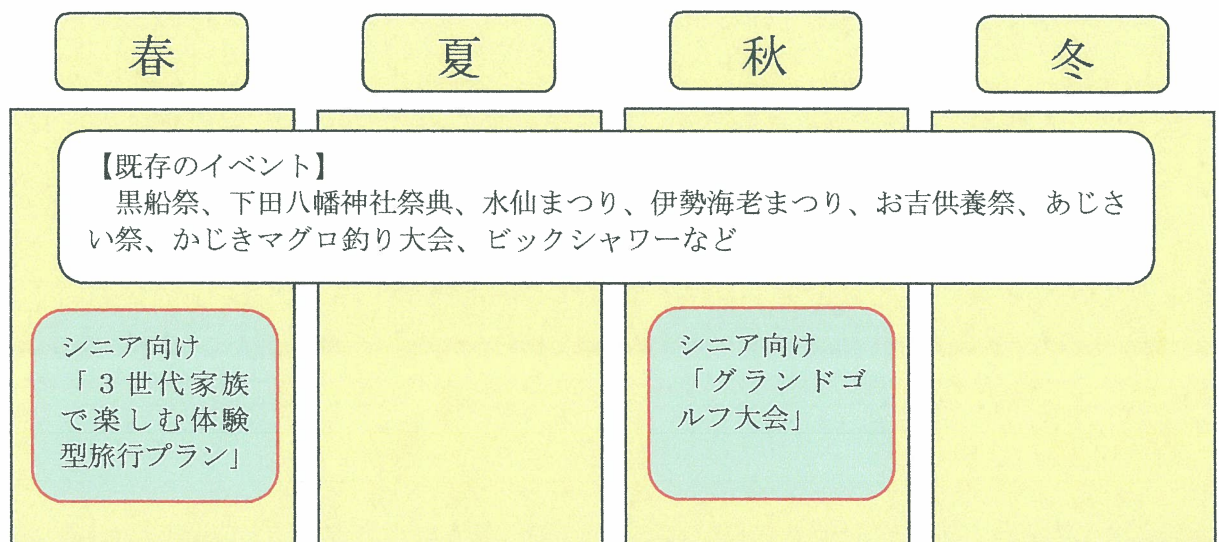 春
夏
秋
冬
【既存のイベント】
黒船祭、下田八幡神社祭典、水仙まつり、伊勢海老まつり、お吉供養祭、あじさ
い祭、かじきマグロ釣り大会、ビックシャワーなど
シニア向け
「3世代家族
で楽しむ体験
型旅行プラン」
シニア向け
「グランドゴ
ルフ大会」